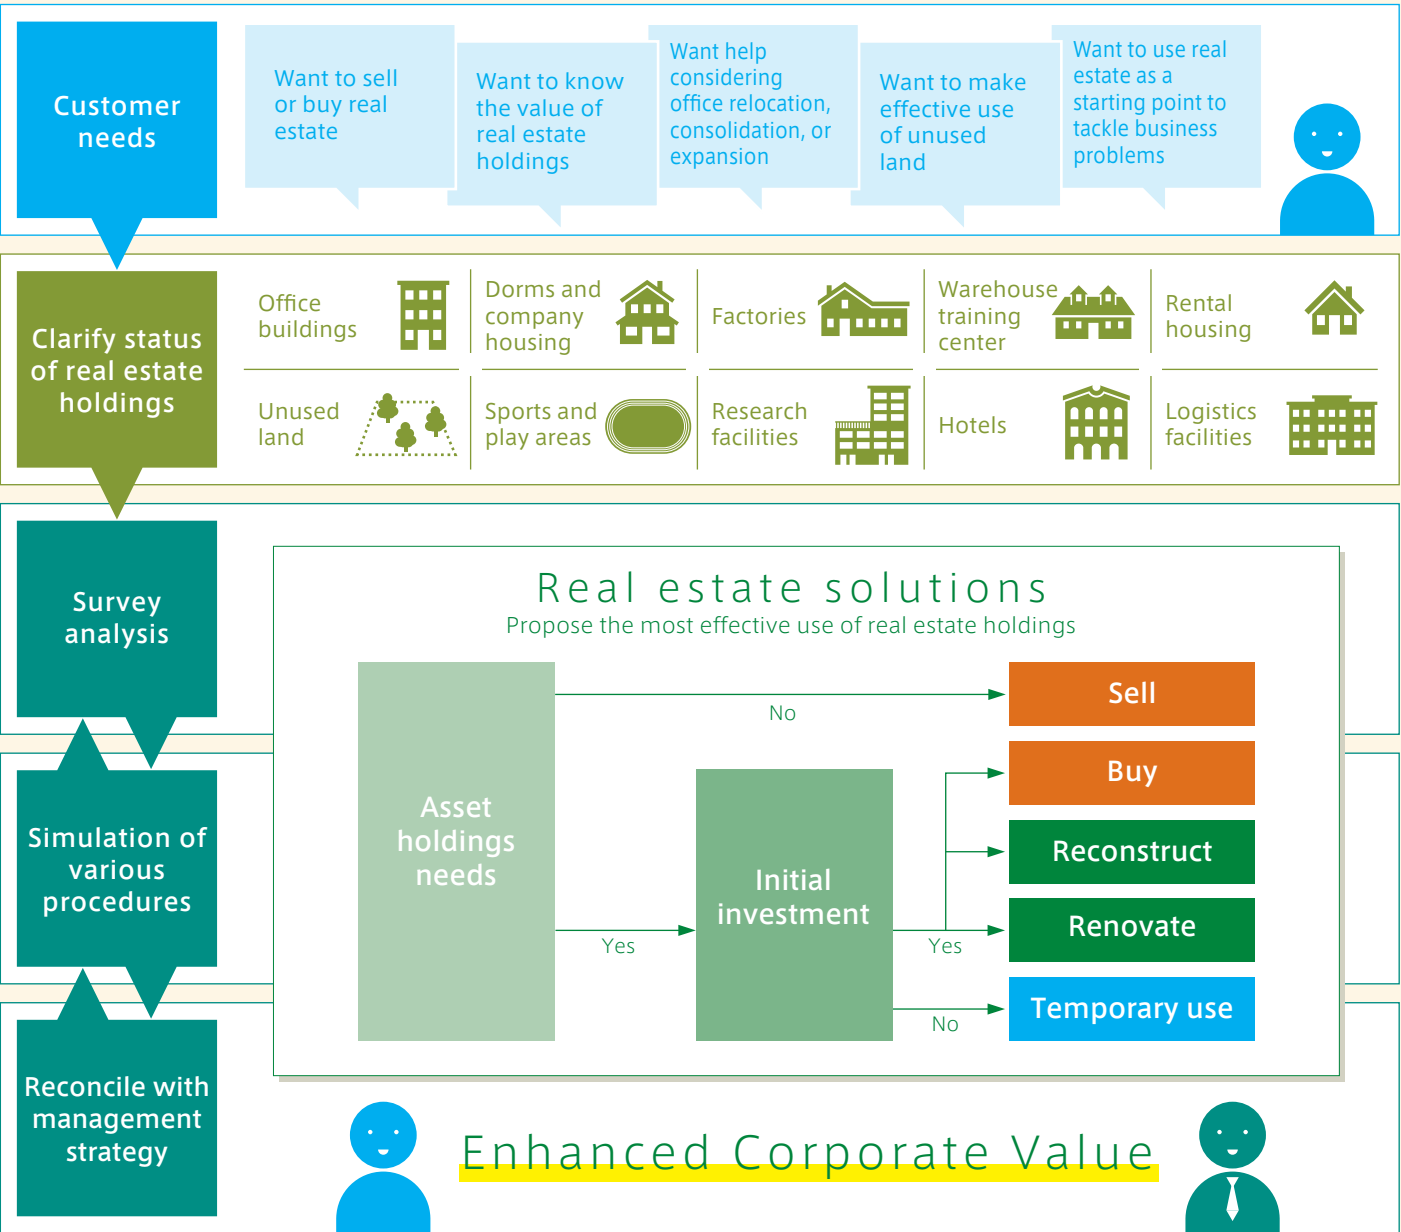 Customer
needs
Want to sell
or buy real
estate
Want to know
the value of
real estate
holdings
Want help
considering
office relocation,
consolidation, or
expansion
Want to make
effective use
of unused
land
Want to use real
estate as a
starting point to
tackle business
problems
Clarify status
of real estate
holdings
Office
buildings
Dorms and
company
housing
Factories
Warehouse
training
center
Rental
housing
Unused
land
Sports and
play areas
Research
facilities
Hotels
Logistics
facilities
Survey
analysis
Simulation of
various
procedures
Reconcile with
management
strategy
Real estate solutions
Propose the most effective use of real estate holdings
Asset
holdings
needs
No
Yes
Initial
investment
Yes
No
Sell
Buy
Reconstruct
Renovate
Temporary use
Enhanced Corporate Value